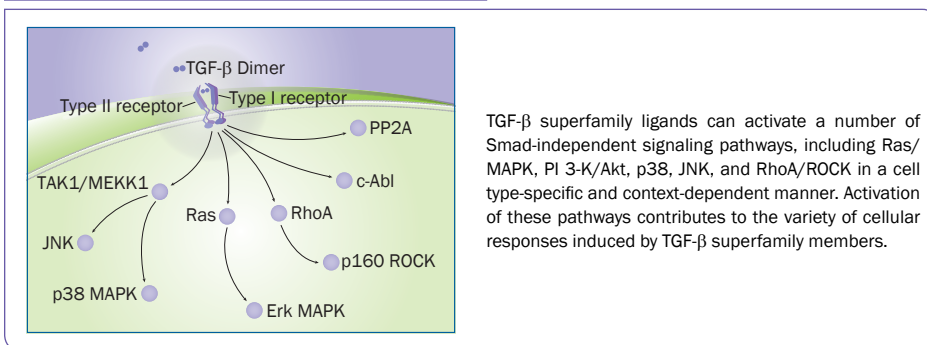 TGF-β Dimer
Type II receptor
Type I receptor
PP2A
c-Abl
TAK1/MEKK1
Ras
RhoA
JNK
p160 ROCK
p38 MAPK
Erk MAPK
TGF-β superfamily ligands can activate a number of
Smad-independent signaling pathways, including Ras/
MAPK, PI 3-K/Akt, p38, JNK, and RhoA/ROCK in a cell
type-specific and context-dependent manner. Activation
of these pathways contributes to the variety of cellular
responses induced by TGF-β superfamily members.